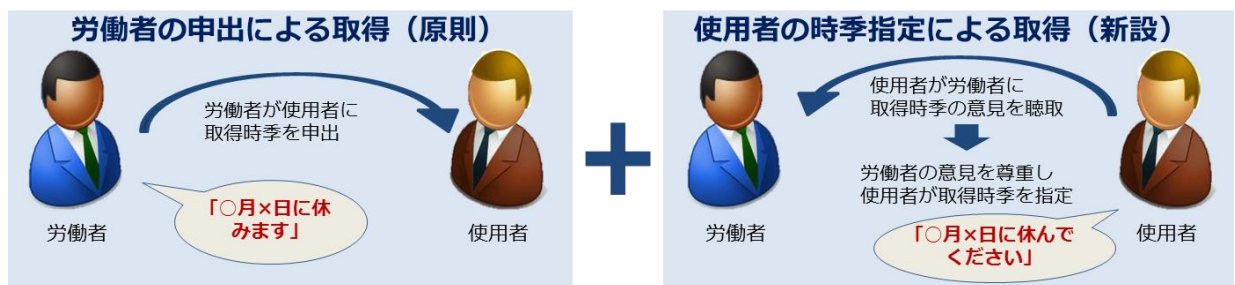 労働者の申出による取得（原則）
労働者が使用者に
取得時季を申出
「○月×日に休
みます」
労働者
使用者
＋
使用者の時季指定による取得（新設）
使用者が労働者に
取得時季の意見を聴取
労働者の意見を尊重し
使用者が取得時季を指定
「○月×日に休んで
ください」
労働者
使用者